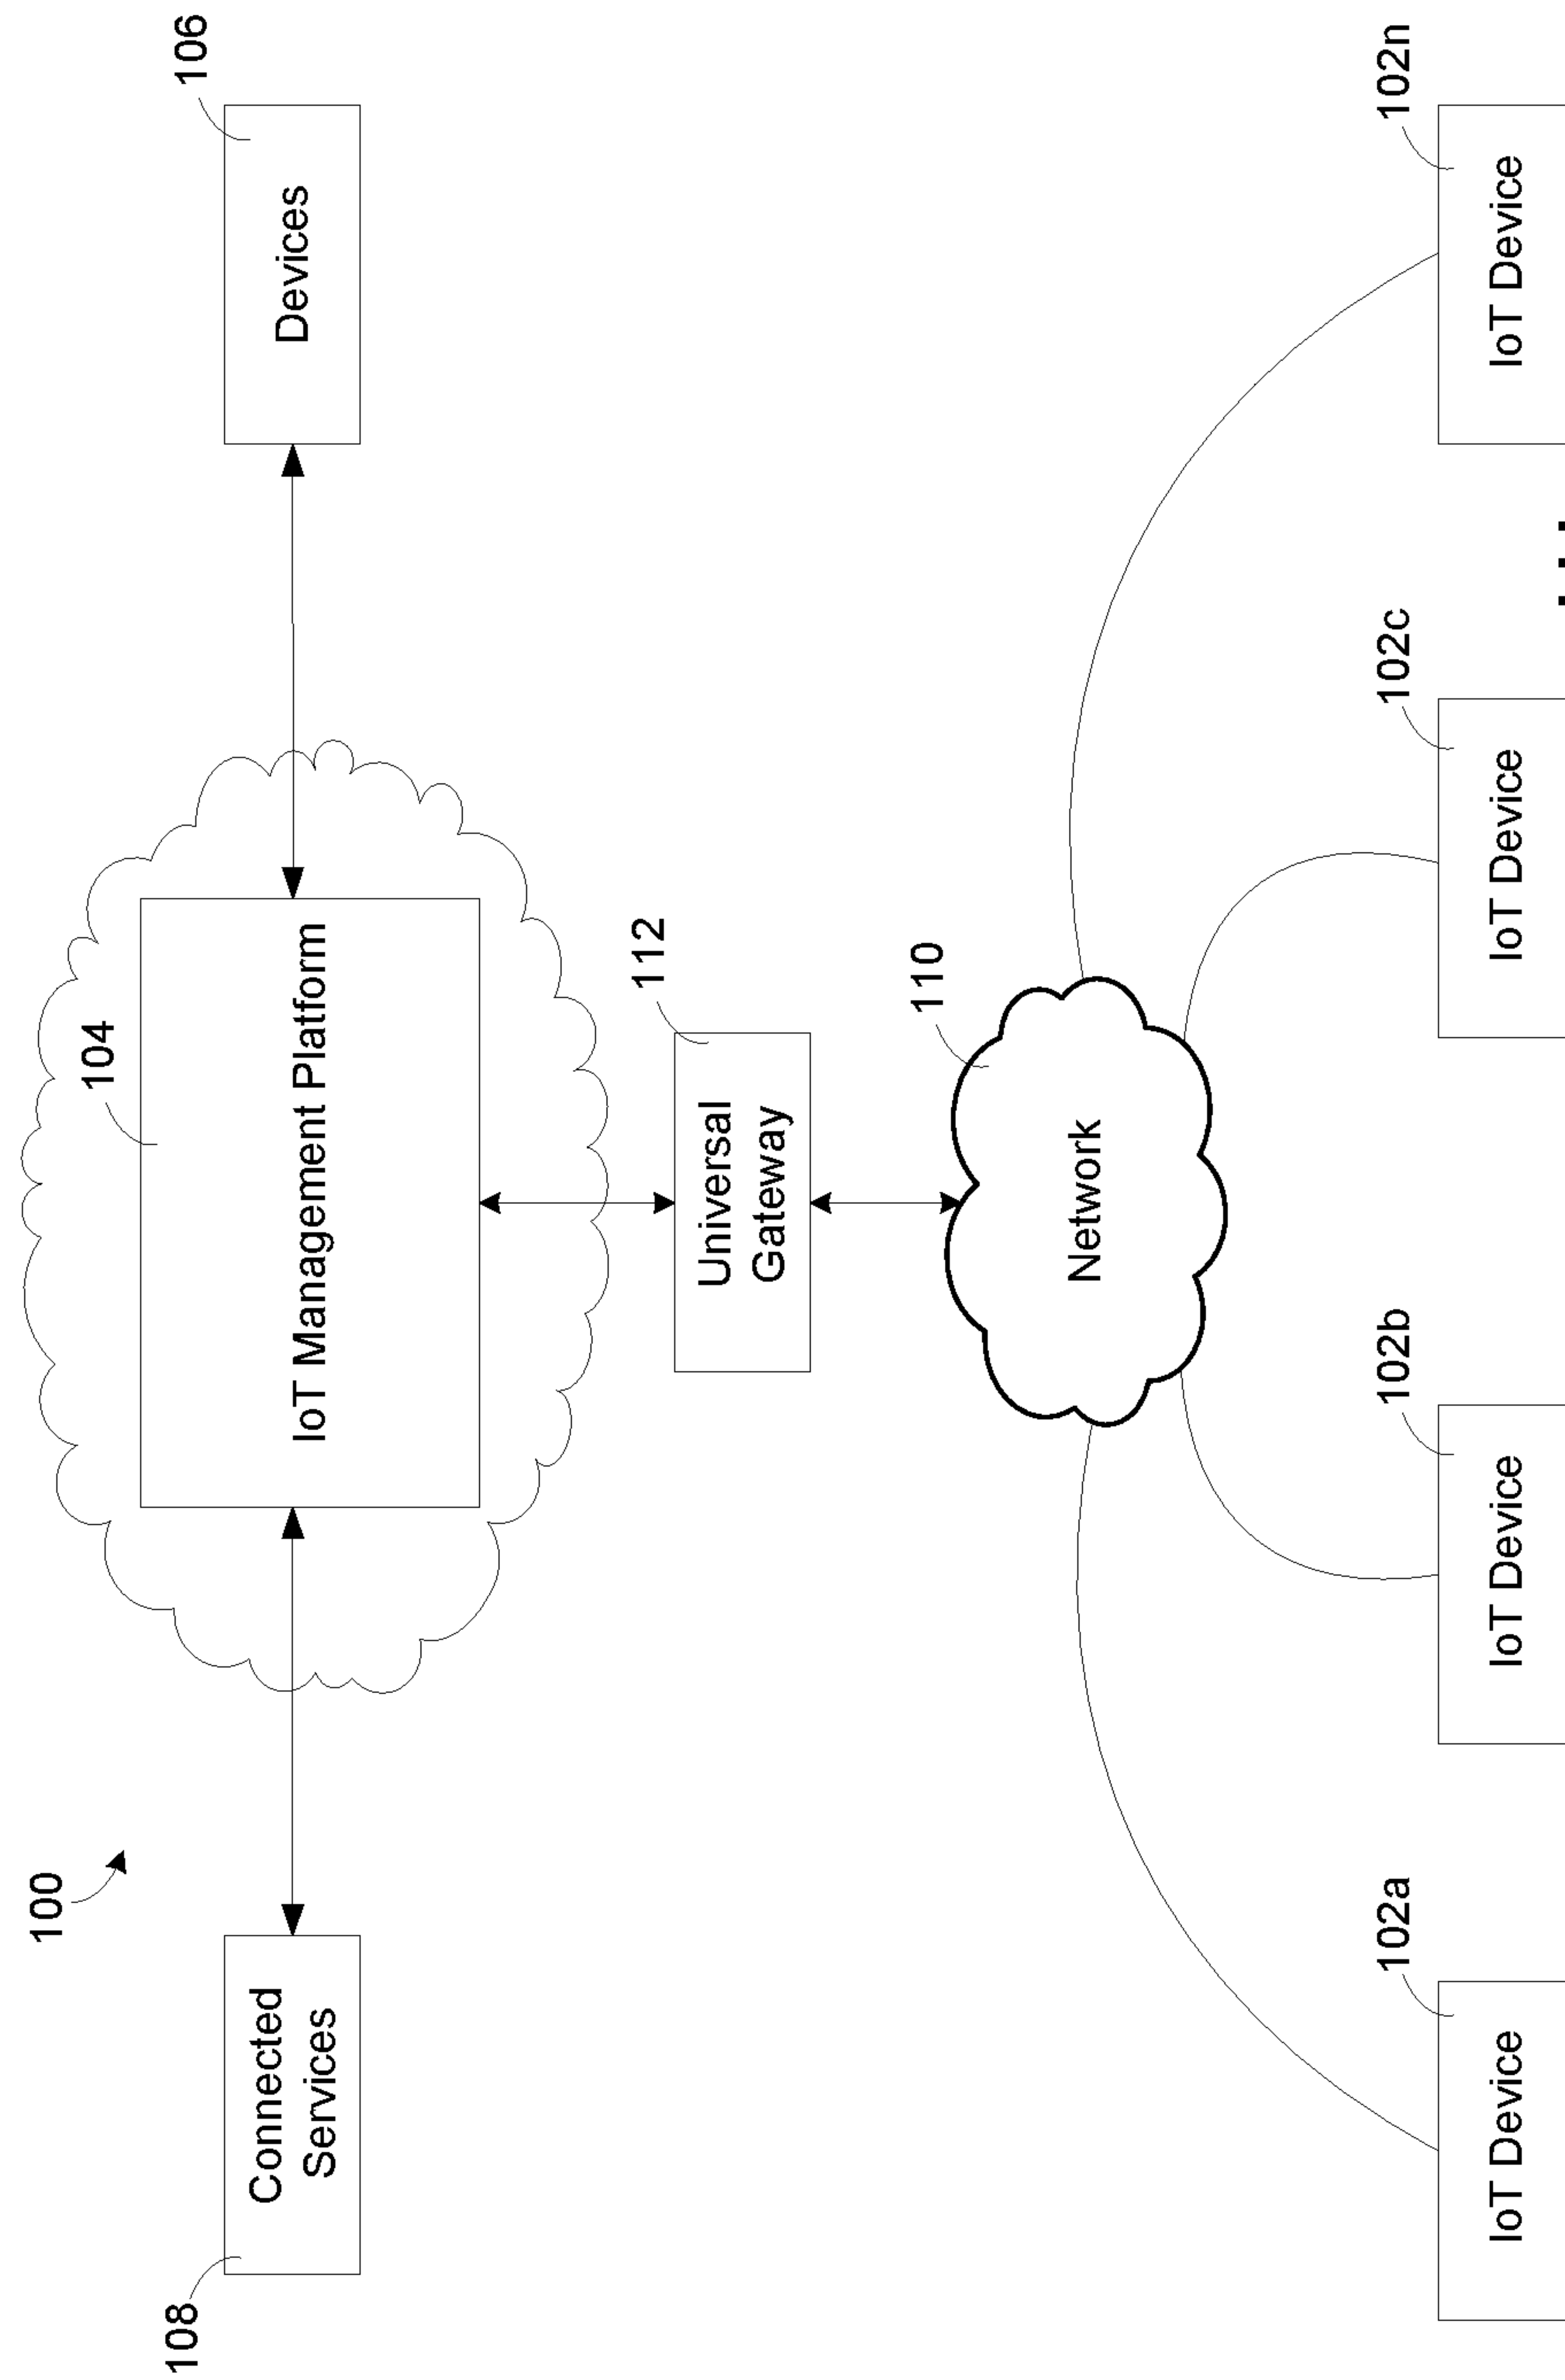 100
108
Connected
Services
104
IoT Management Platform
106
Devices
112
Universal
Gateway
110
Network
102a
IoT Device
102b
IoT Device
102c
IoT Device
...
102n
IoT Device